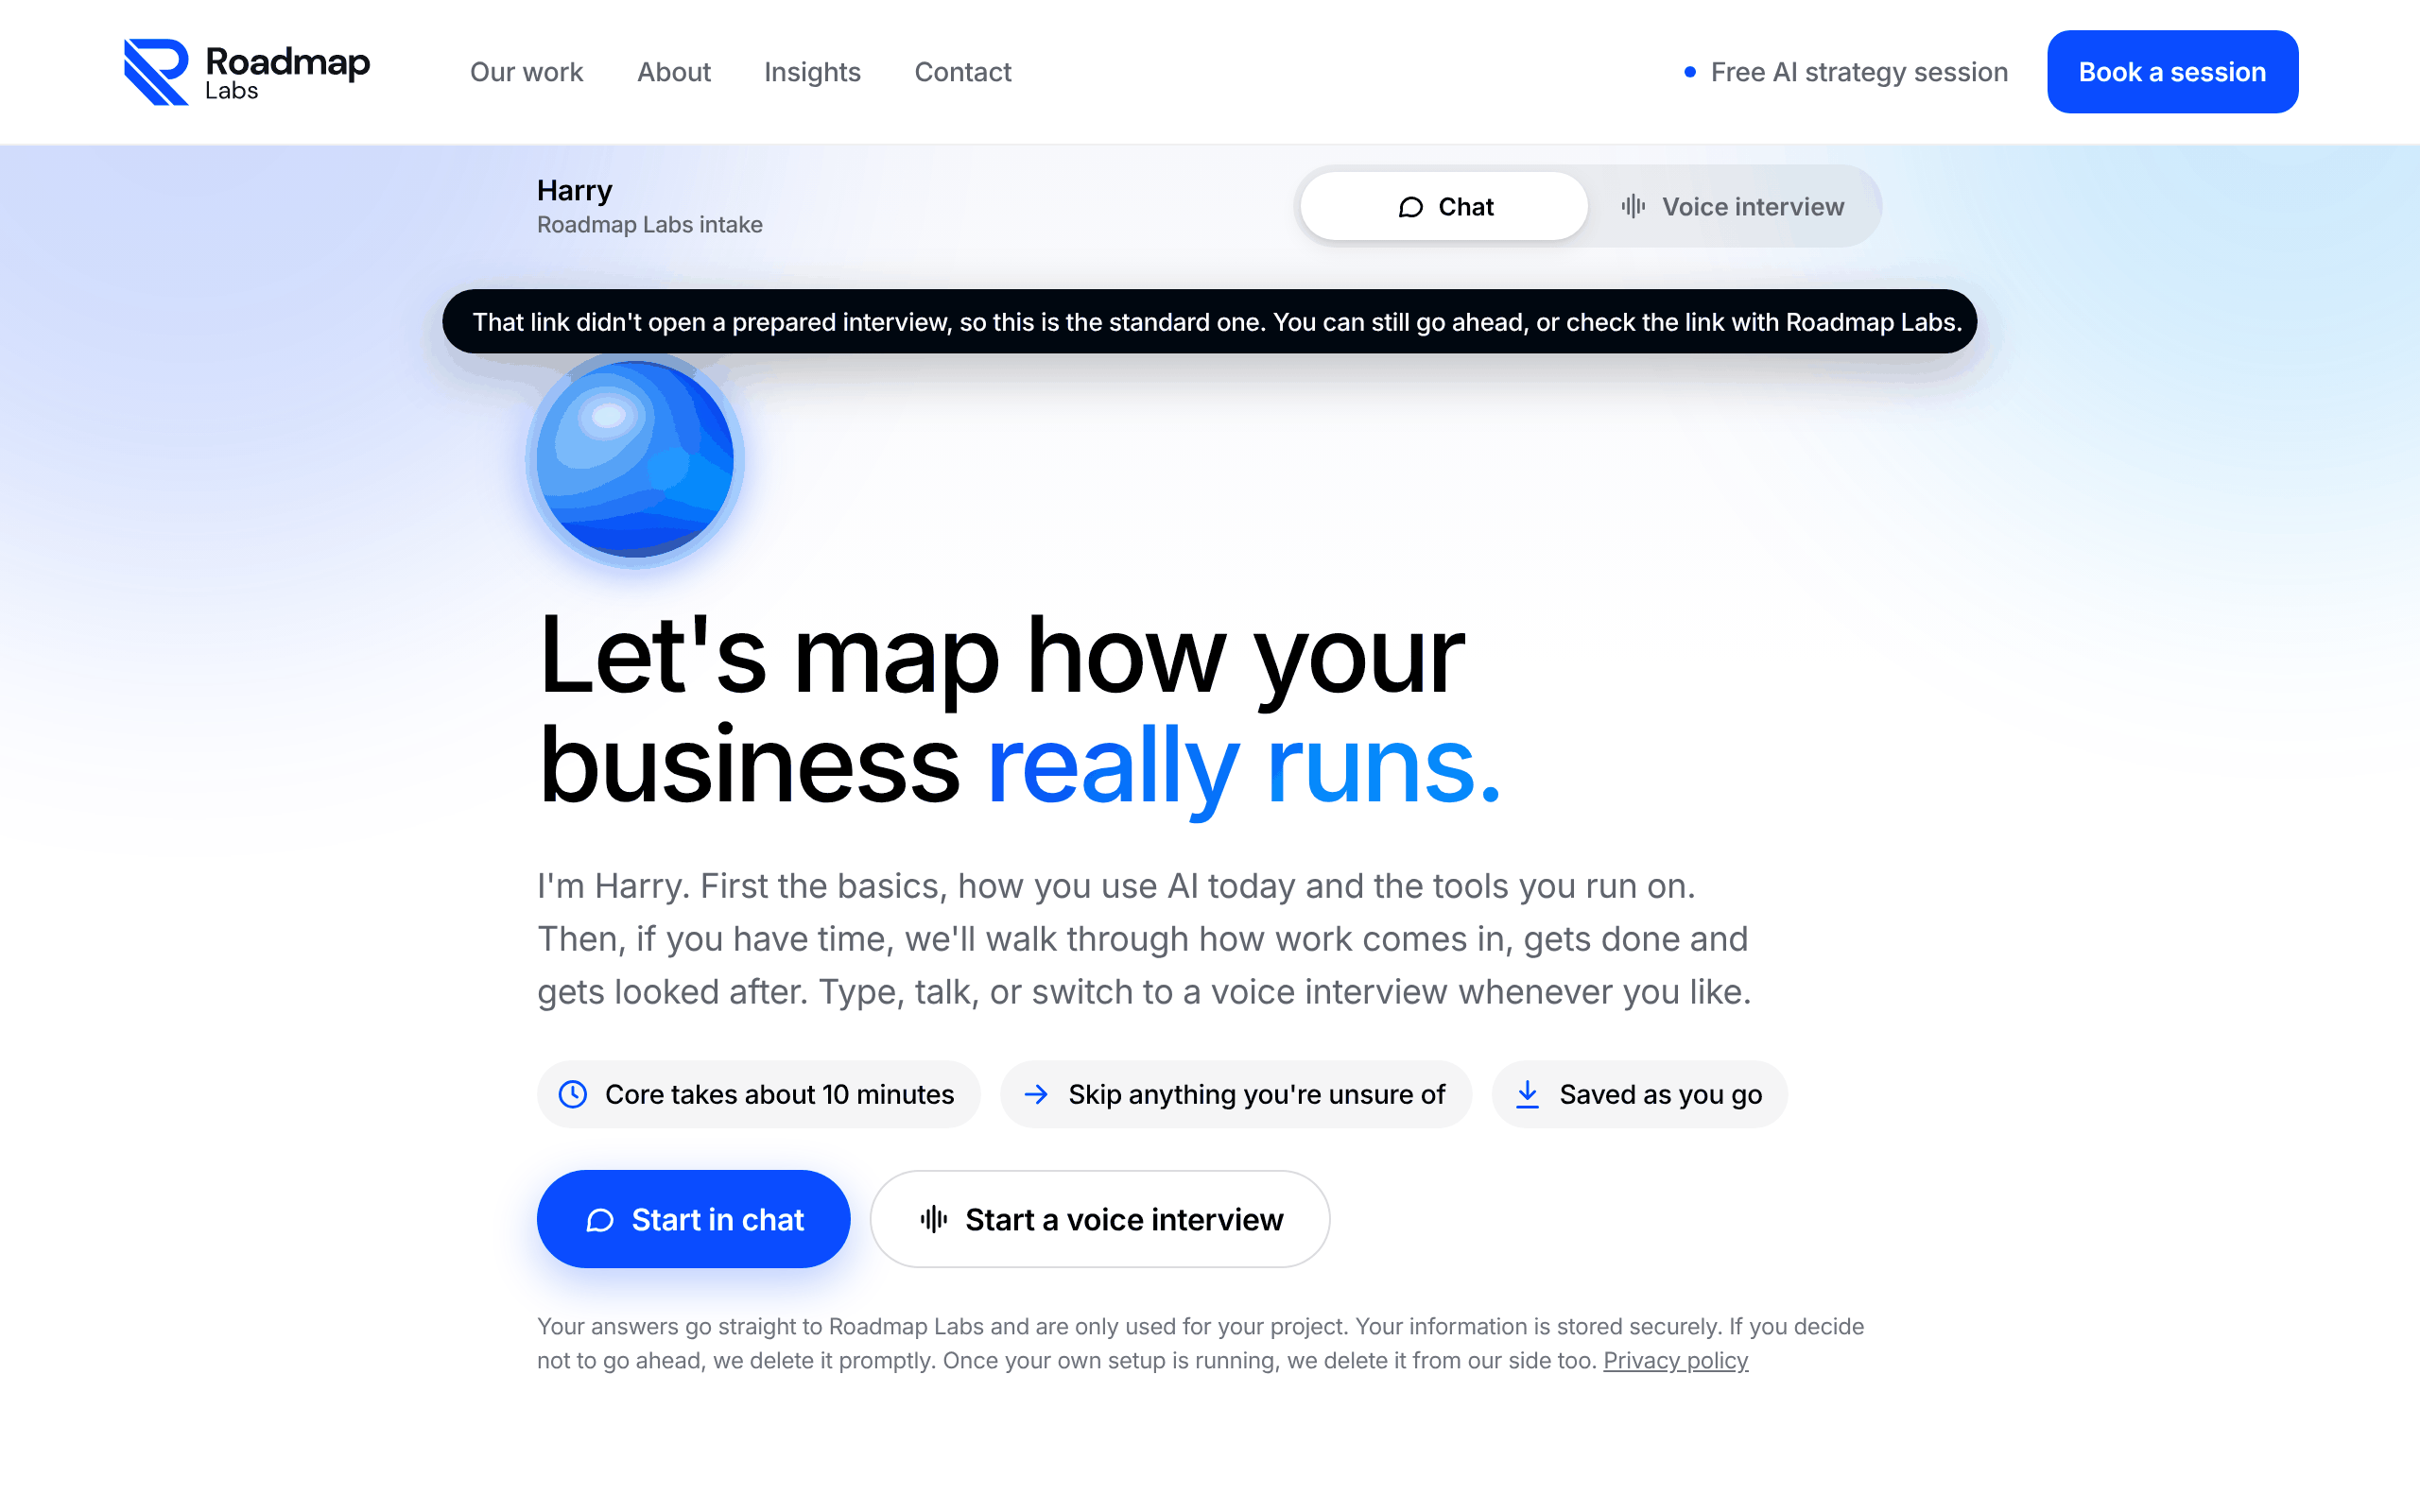 Roadmap
Labs
Our work
About
Insights
Contact
Free AI strategy session
Book a session
Harry
Roadmap Labs intake
Chat
Voice interview
That link didn't open a prepared interview, so this is the standard one. You can still go ahead, or check the link with Roadmap Labs.
Let's map how your
business really runs.
I'm Harry. First the basics, how you use AI today and the tools you run on.
Then, if you have time, we'll walk through how work comes in, gets done and
gets looked after. Type, talk, or switch to a voice interview whenever you like.
Core takes about 10 minutes
Skip anything you're unsure of
Saved as you go
Start in chat
Start a voice interview
Your answers go straight to Roadmap Labs and are only used for your project. Your information is stored securely. If you decide
not to go ahead, we delete it promptly. Once your own setup is running, we delete it from our side too. Privacy policy